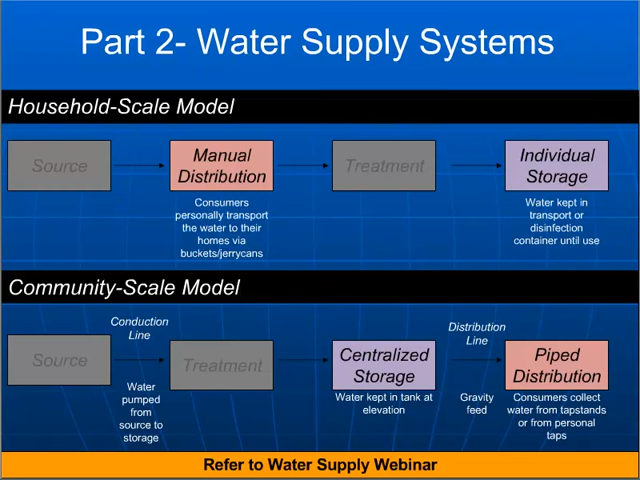 Part 2- Water Supply Systems
Household-Scale Model
Source
Manual
Distribution
Treatment
Individual
Storage
Consumers
personally transport
the water to their
homes via
buckets/jerrycans
Water kept in
transport or
disinfection
container until use
Community-Scale Model
Source
Conduction
Line
Treatment
Centralized
Storage
Distribution
Line
Piped
Distribution
Water
pumped
from
source to
storage
Water kept in tank at
elevation
Gravity
feed
Consumers collect
water from tapstands
or from personal
taps
Refer to Water Supply Webinar